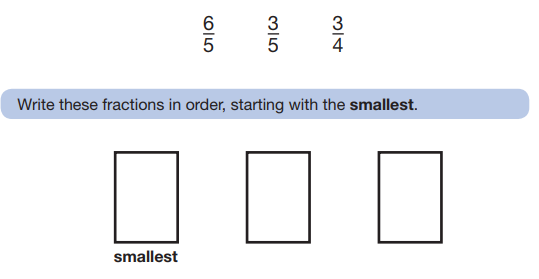 6/5 3/5 3/4
Write these fractions in order, starting with the smallest.
smallest